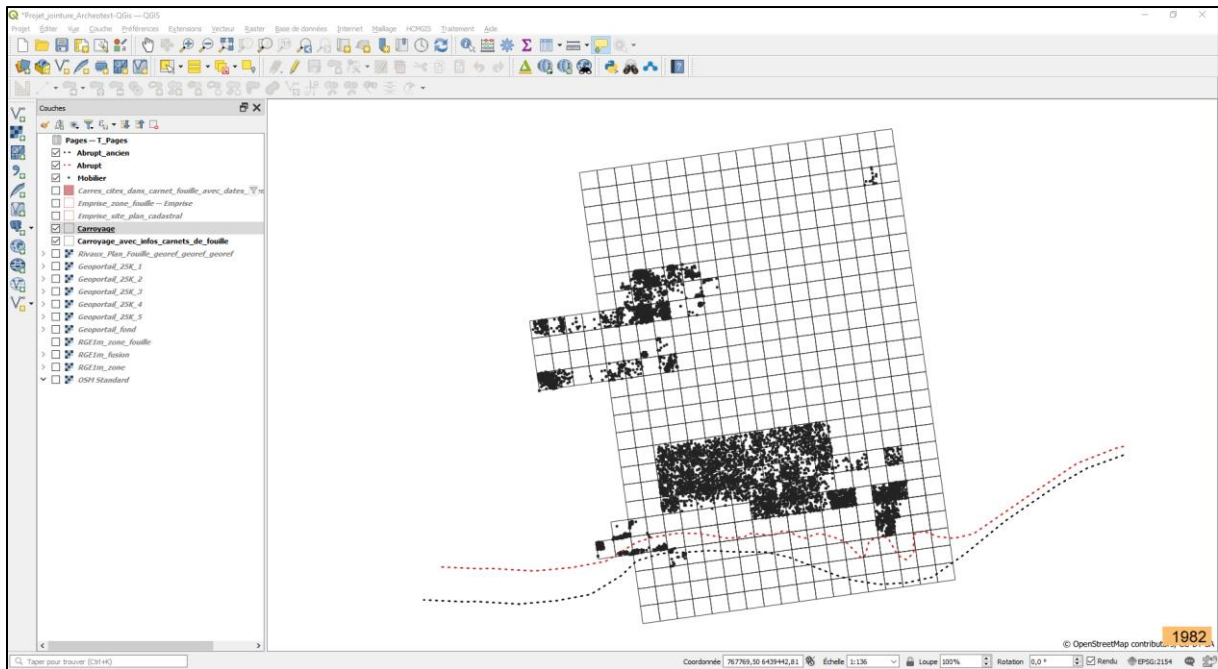 *Projet_jointure_Archeotext-QGis — QGIS
Projet Éditer Vue Couche Préférences Extensions Vecteur Raster Base de données Internet Maillage HCMGIS Traitement Aide
Couches
Pages — T_Pages
Abrupt_ancien
Abrupt
Mobilier
Carres_cites_dans_carnet_fouille_avec_dates_
Emprise_zone_fouille — Emprise
Emprise_site_plan_cadastral
Carroyage
Carroyage_avec_infos_carnets_de_fouille
Rivaux_Plan_Fouille_georef_georef_georef
Geoportail_25K_1
Geoportail_25K_2
Geoportail_25K_3
Geoportail_25K_4
Geoportail_25K_5
Geoportail_fond
RGE1m_zone_fouille
RGE1m_fusion
RGE1m_zone
OSM Standard
© OpenStreetMap
1982
Taper pour trouver (Ctrl+K)
Coordonnée 767769,50 6439442,81 Échelle 1:136 Loupe 100% Rotation 0,0 ° Rendu EPSG:2154